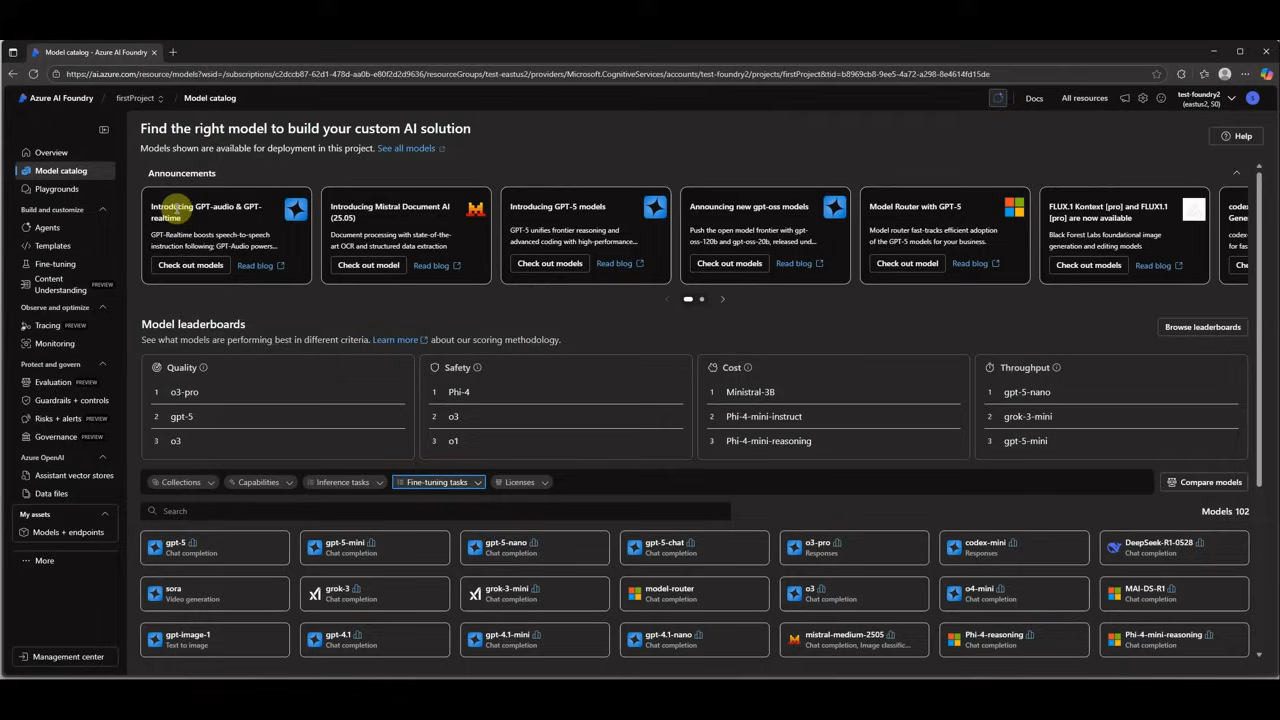 Model catalog - Azure AI Foundry
https://ai.azure.com/resource/models?wsid=/subscriptions/c2dccb87-62d1-478d-aa0b-e80f2d2d9636/resourceGroups/test-eastus2/providers/Microsoft.CognitiveServices/accounts/test-foundry2/projects/firstProject&tid=b8969cb8-9ee5-4a72-a298-8e4614fd15de
Azure AI Foundry / firstProject / Model catalog
Docs
All resources
test-foundry2
(eastus2, S0)
Overview
Model catalog
Playgrounds
Build and customize
Agents
Templates
Fine-tuning
Content
Understanding PREVIEW
Observe and optimize
Tracing PREVIEW
Monitoring
Protect and govern
Evaluation PREVIEW
Guardrails + controls
Risks + alerts PREVIEW
Governance PREVIEW
Azure OpenAI
Assistant vector stores
Data files
My assets
Models + endpoints
More
Management center
Find the right model to build your custom AI solution
Models shown are available for deployment in this project. See all models
Help
Announcements
Introducing GPT-audio & GPT-
realtime
GPT-Realtime boosts speech-to-speech
instruction following; GPT-Audio powers...
Check out models
Read blog
Introducing Mistral Document AI
(25.05)
Document processing with state-of-the-
art OCR and structured data extraction
Check out model
Read blog
Introducing GPT-5 models
GPT-5 unifies frontier reasoning and
advanced coding with high-performance...
Check out models
Read blog
Announcing new gpt-oss models
Push the open model frontier with gpt-
oss-120b and gpt-oss-20b, released und...
Check out models
Read blog
Model Router with GPT-5
Model router fast-tracks efficient adoption
of the GPT-5 models for your business.
Check out model
Read blog
FLUX.1 Kontext [pro] and FLUX1.1
[pro] are now available
Black Forest Labs foundational image
generation and editing models
Check out models
Read blog
codex-
Gener
for fas
Che
Model leaderboards
See what models are performing best in different criteria. Learn more about our scoring methodology.
Browse leaderboards
Quality
1 o3-pro
2 gpt-5
3 o3
Safety
1 Phi-4
2 o3
3 o1
Cost
1 Ministral-3B
2 Phi-4-mini-instruct
3 Phi-4-mini-reasoning
Throughput
1 gpt-5-nano
2 grok-3-mini
3 gpt-5-mini
Collections
Capabilities
Inference tasks
Fine-tuning tasks
Licenses
Compare models
Search
Models 102
gpt-5
Chat completion
gpt-5-mini
Chat completion
gpt-5-nano
Chat completion
gpt-5-chat
Chat completion
o3-pro
Responses
codex-mini
Responses
DeepSeek-R1-0528
Chat completion
sora
Video generation
grok-3
Chat completion
grok-3-mini
Chat completion
model-router
Chat completion
o3
Chat completion
o4-mini
Chat completion
MAI-DS-R1
Chat completion
gpt-image-1
Text to image
gpt-4.1
Chat completion
gpt-4.1-mini
Chat completion
gpt-4.1-nano
Chat completion
mistral-medium-2505
Chat completion, Image classific...
Phi-4-reasoning
Chat completion
Phi-4-mini-reasoning
Chat completion